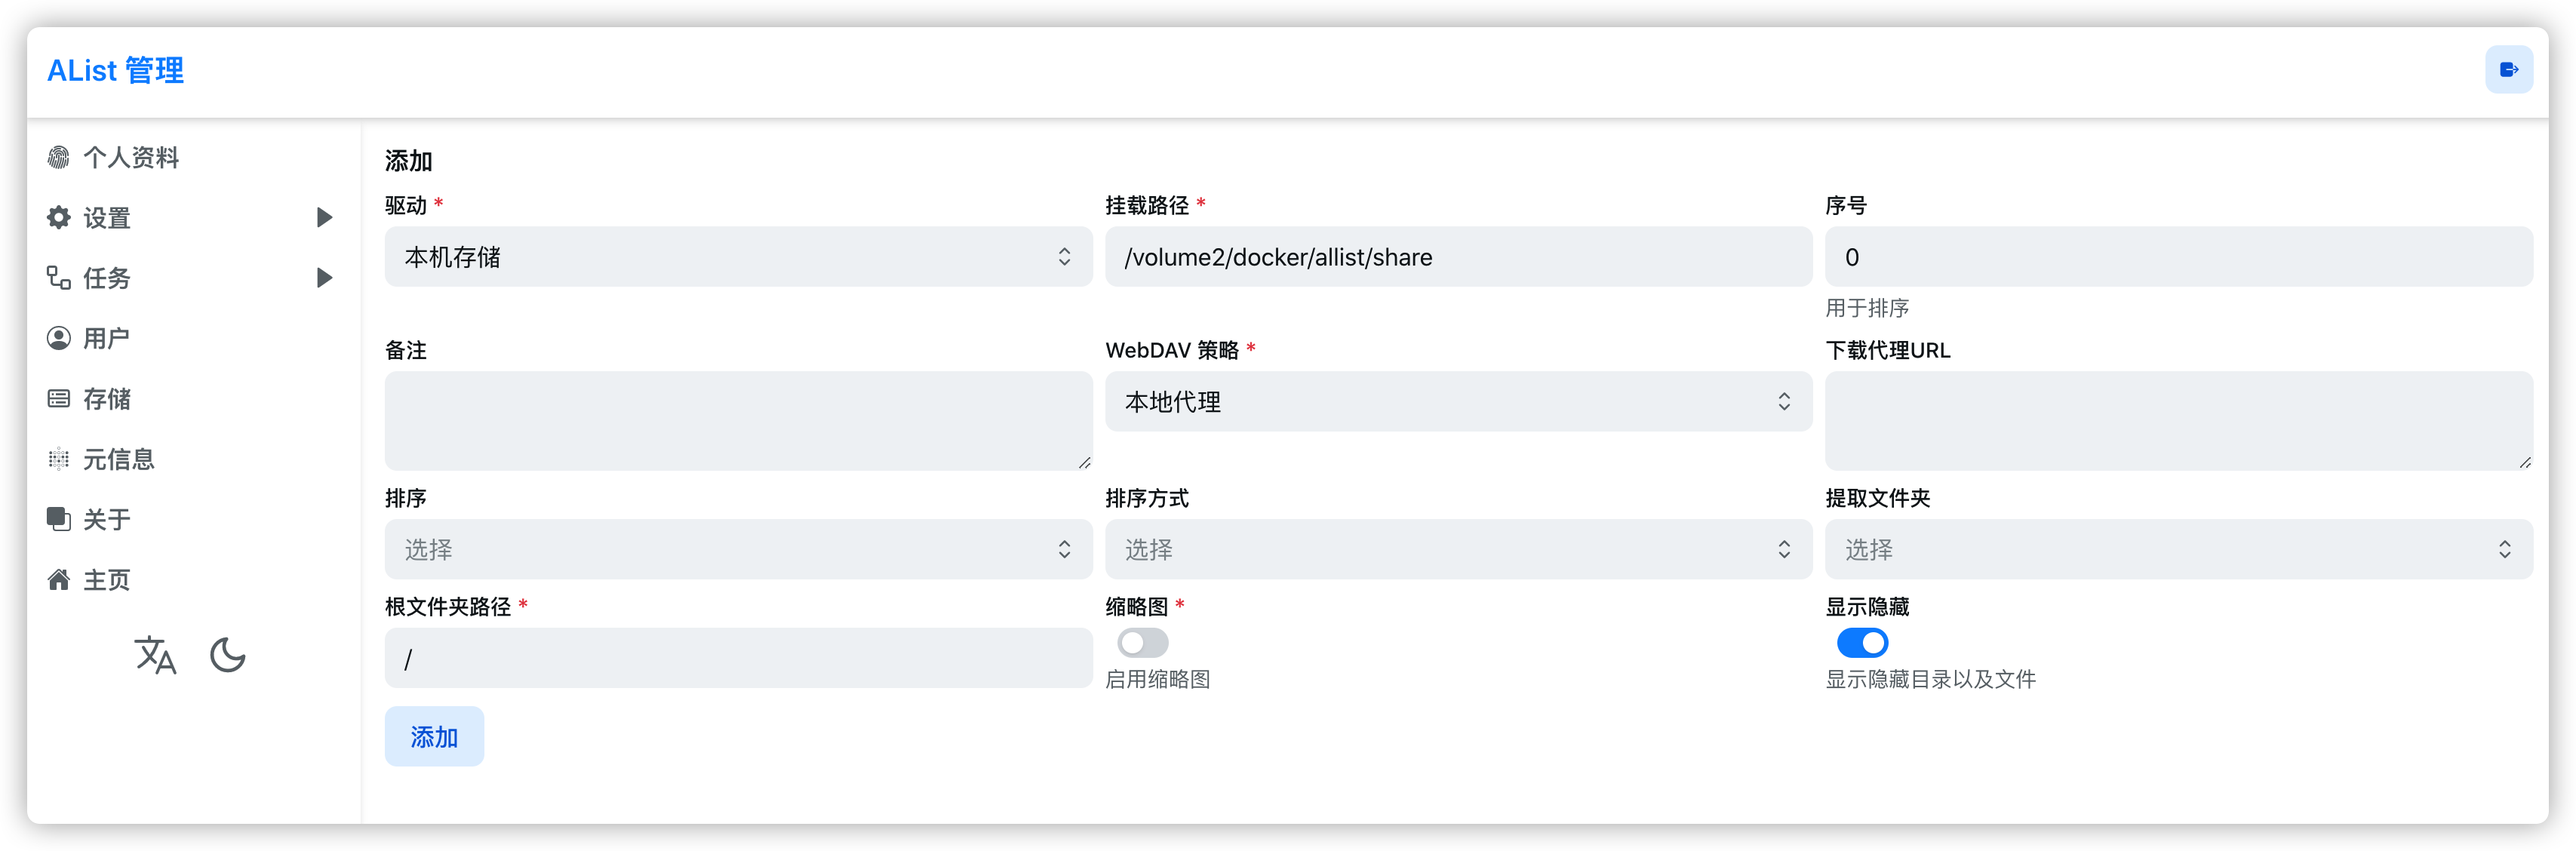 AList 管理
个人资料
设置
任务
用户
存储
元信息
关于
主页
添加
驱动 *
本机存储
挂载路径 *
/volume2/docker/allist/share
序号
0
用于排序
备注
WebDAV 策略 *
本地代理
下载代理URL
排序
选择
排序方式
选择
提取文件夹
选择
根文件夹路径 *
/
缩略图 *
启用缩略图
显示隐藏
显示隐藏目录以及文件
添加